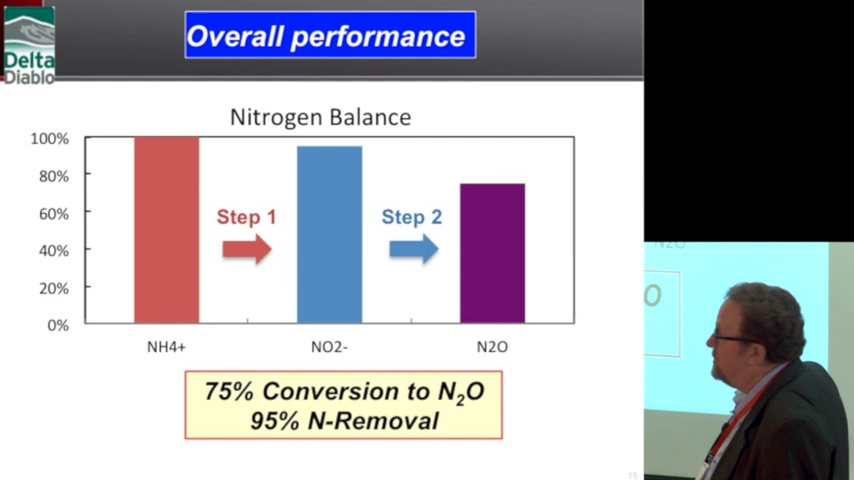 Overall performance
Delta
Diablo
Nitrogen Balance
100%
80%
60%
40%
20%
0%
Step 1
Step 2
NH4+
NO2-
N2O
75% Conversion to N₂O
95% N-Removal
15
N2O
O